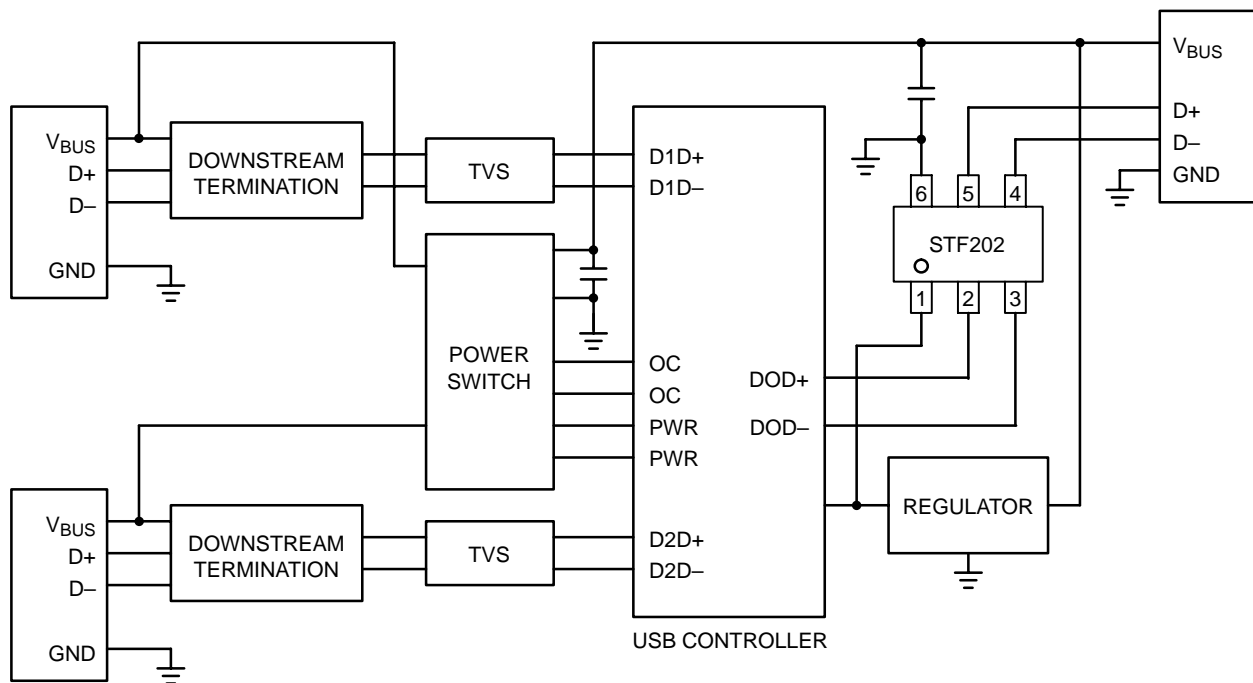 VBUS
D+
D–
GND
DOWNSTREAM
TERMINATION
TVS
POWER
SWITCH
D1D+
D1D–
OC
OC
PWR
PWR
D2D+
D2D–
DOD+
DOD–
USB CONTROLLER
VBUS
D+
D–
GND
DOWNSTREAM
TERMINATION
TVS
6 5 4
STF202
1 2 3
REGULATOR
VBUS
D+
D–
GND